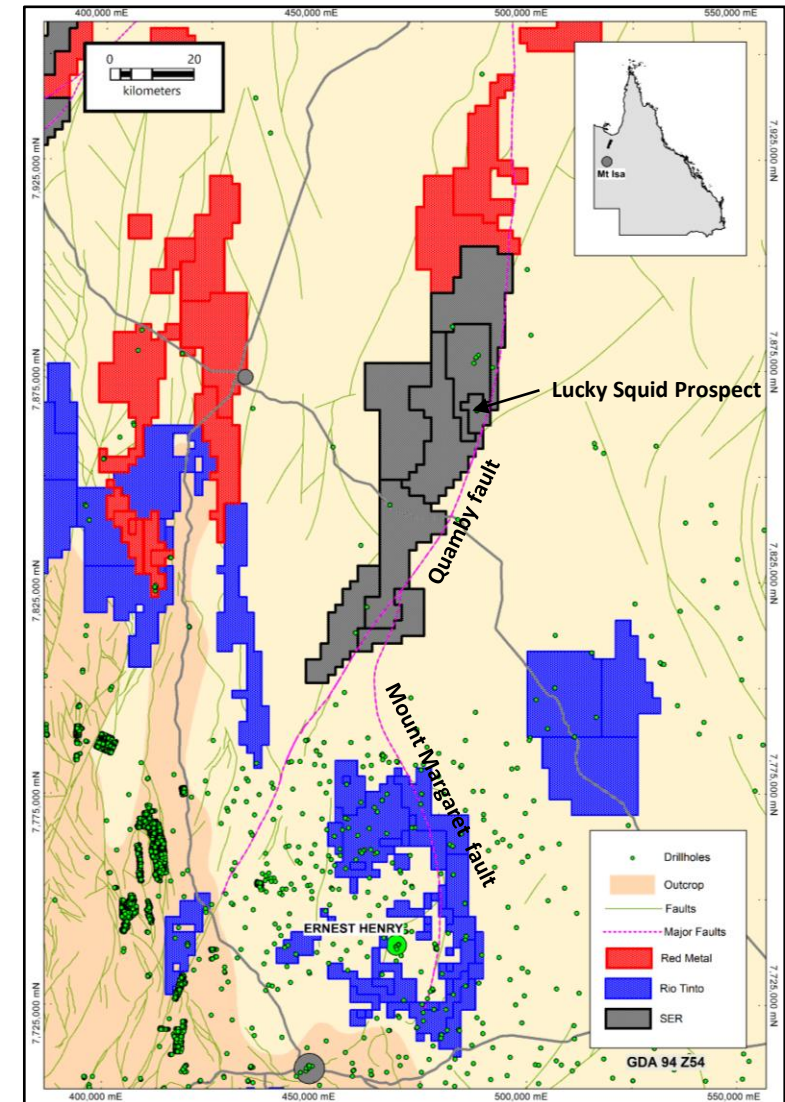 400,000 mE
450,000 mE
500,000 mE
550,000 mE
0 20
kilometers
Mt Isa
7,925,000 mN
7,925,000 mN
7,875,000 mN
7,875,000 mN
Lucky Squid Prospect
Quamby fault
7,825,000 mN
7,825,000 mN
Mount Margaret fault
7,775,000 mN
7,775,000 mN
ERNEST HENRY
7,725,000 mN
7,725,000 mN
Drillholes
Outcrop
Faults
Major Faults
Red Metal
Rio Tinto
SER
GDA 94 Z54
400,000 mE
450,000 mE
500,000 mE
550,000 mE